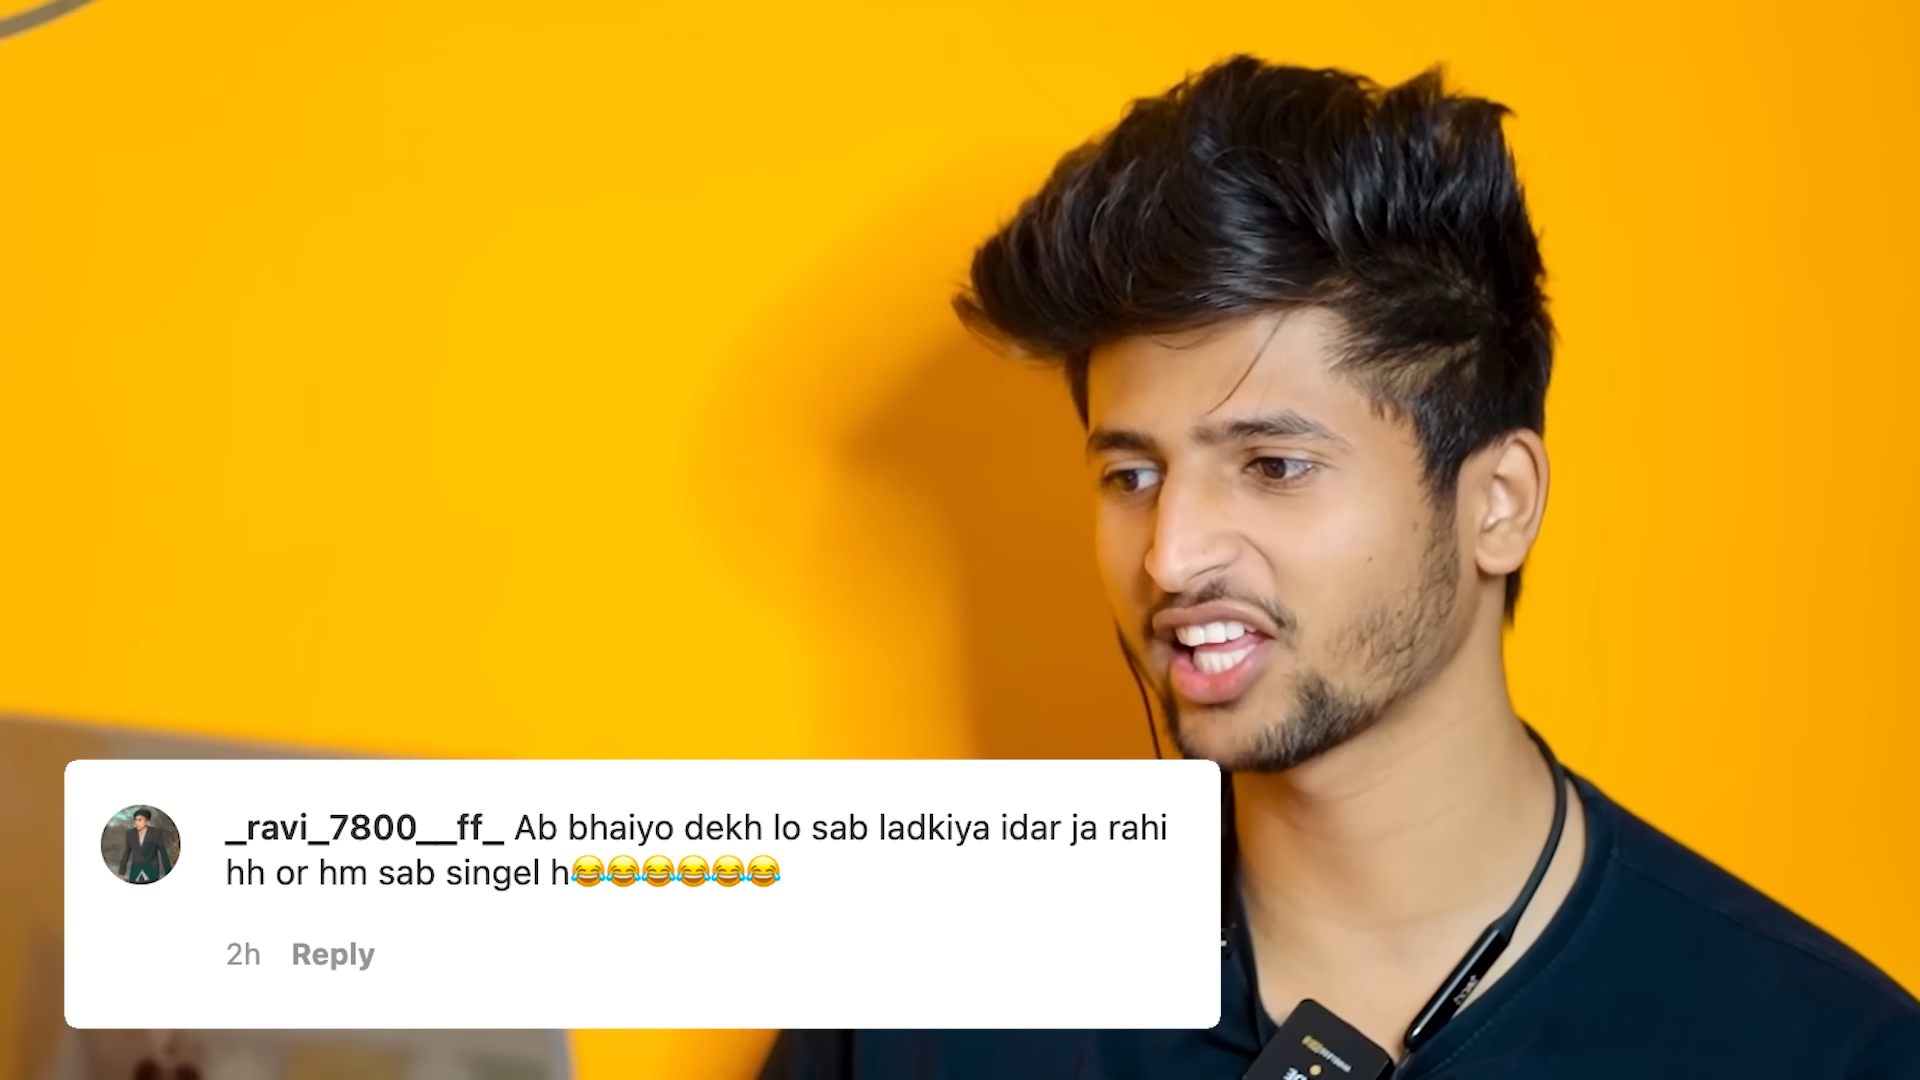 _ravi_7800__ff_ Ab bhaiyo dekh lo sab ladkiya idar ja rahi
hh or hm sab singel h😂😂😂😂😂😂
2h Reply